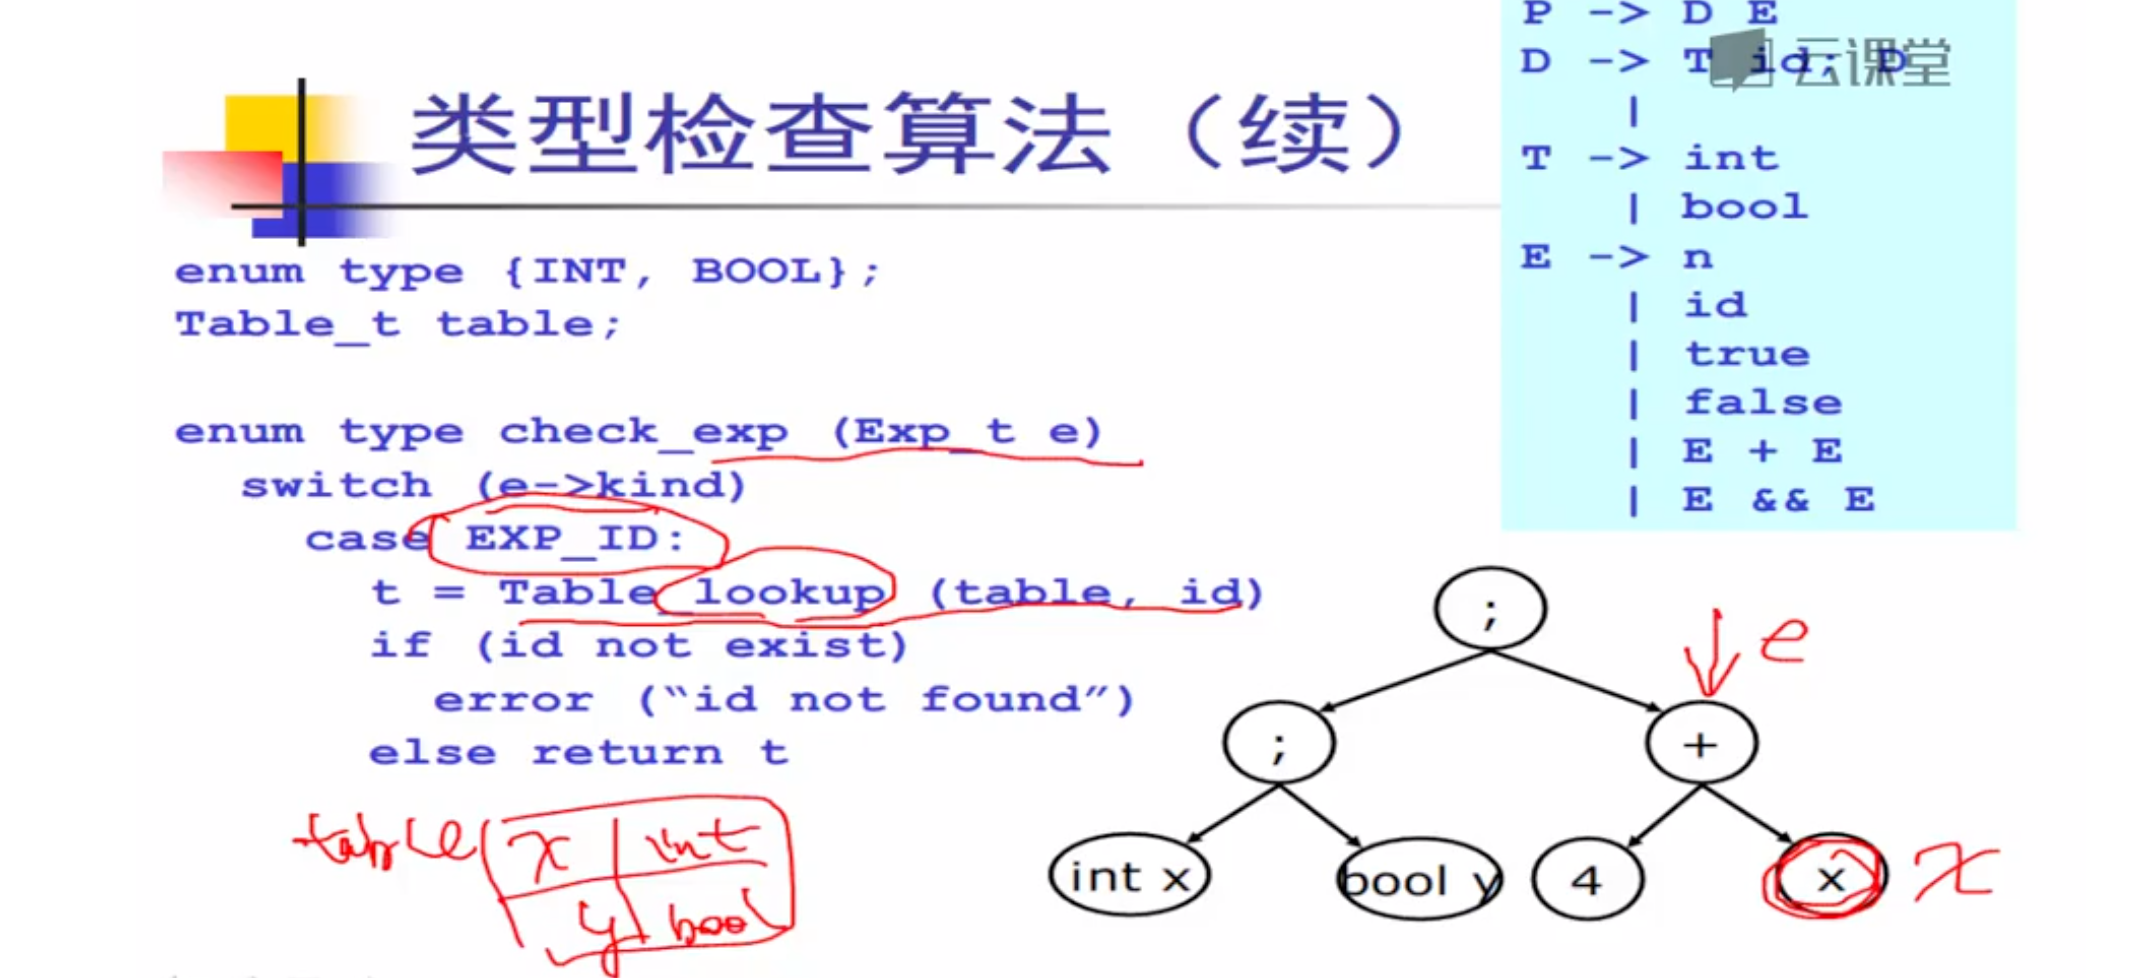 类型检查算法（续）
enum type {INT, BOOL};
Table_t table;
enum type check_exp (Exp_t e)
switch (e->kind)
case EXP_ID:
t = Table_lookup (table, id)
if (id not exist)
error (“id not found”)
else return t
table x int
y bool
P -> D E
D -> T id; D
|
T -> int
| bool
E -> n
| id
| true
| false
| E + E
| E && E
云课堂
;
e
; +
int x bool y 4 x x